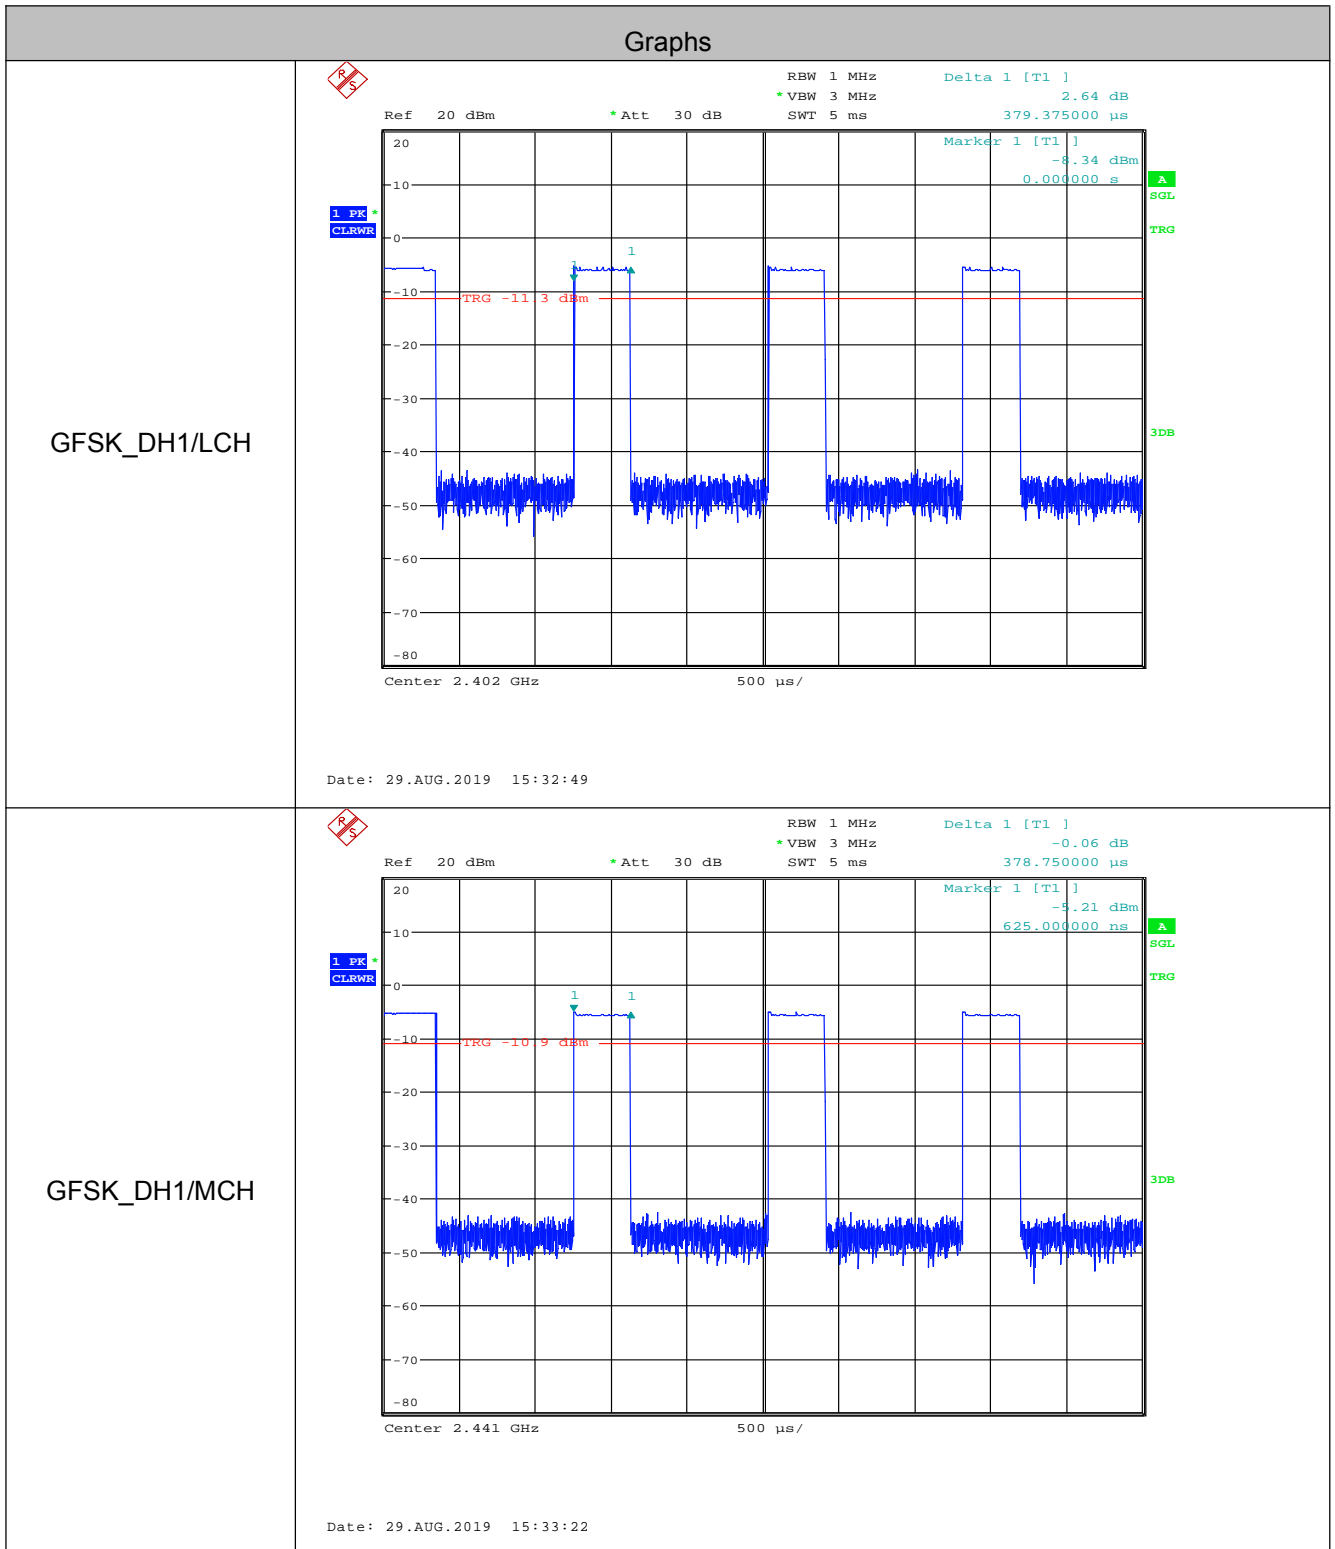 Graphs
GFSK_DH1/LCH
R S
RBW 1 MHz Delta 1 [T1 ]
*VBW 3 MHz 2.64 dB
Ref 20 dBm *Att 30 dB SWT 5 ms 379.375000 µs
20 Marker 1 [T1 ]
-8.34 dBm
10 0.000000 s A
SGL
1 PK *
CLRWR TRG
0
1
1
-10
TRG -11.3 dBm
-20
-30
3DB
-40
-50
-60
-70
-80
Center 2.402 GHz 500 µs/
Date: 29.AUG.2019 15:32:49
GFSK_DH1/MCH
R S
RBW 1 MHz Delta 1 [T1 ]
*VBW 3 MHz -0.06 dB
Ref 20 dBm *Att 30 dB SWT 5 ms 378.750000 µs
20 Marker 1 [T1 ]
-5.21 dBm
10 625.000000 ns A
SGL
1 PK *
CLRWR TRG
0
1 1
-10
TRG -10.9 dBm
-20
-30
3DB
-40
-50
-60
-70
-80
Center 2.441 GHz 500 µs/
Date: 29.AUG.2019 15:33:22